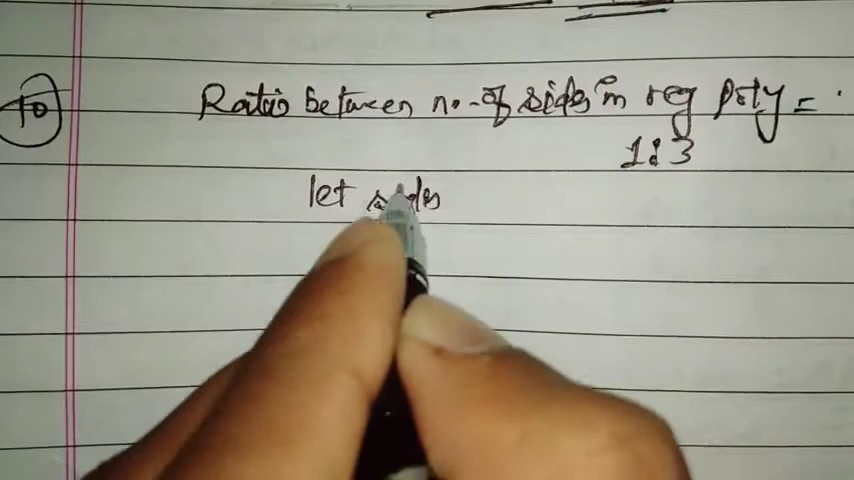 10 Ratio between no. of sides in reg poly =
1:3
let sides